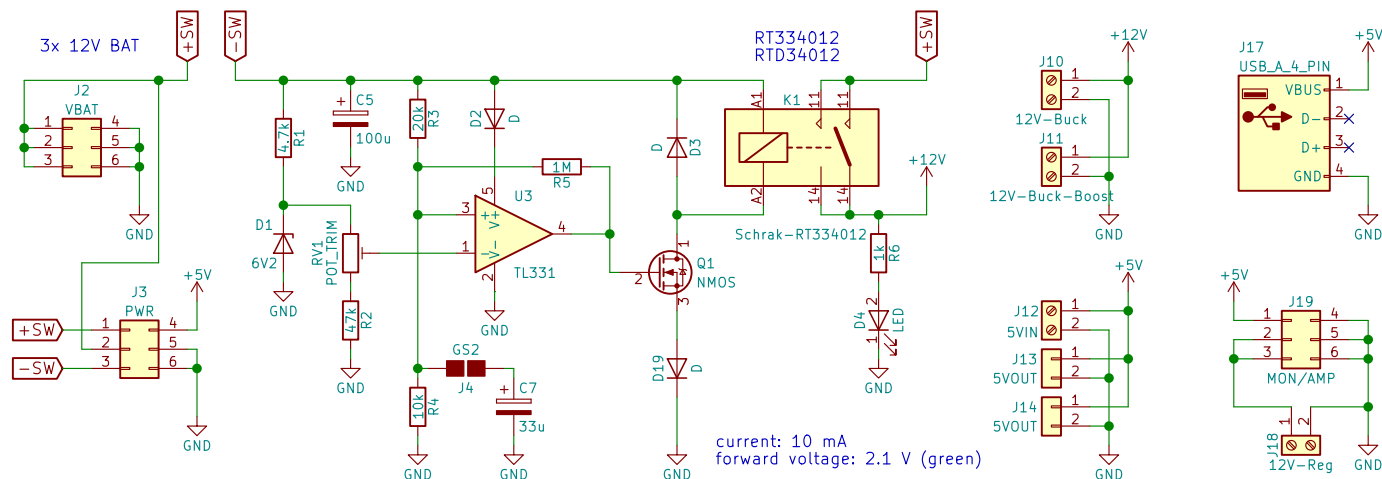 3x 12V BAT
+SW
−SW
RT334012
RTD34012
+SW
J2
VBAT
1
2
3
4
5
6
GND
+5V
J3
PWR
+SW
−SW
1
2
3
4
5
6
GND
4.7k
R1
C5
100u
GND
20k
R3
D2
D
D1
6V2
GND
RV1
POT_TRIM
47k
R2
GND
1M
R5
U3
TL331
3
1
5
2
4
V+
V-
+
-
GND
GS2
J4
10k
R4
GND
C7
33u
GND
D
D3
K1
A1
A2
11
11
14
14
Schrak-RT334012
+12V
Q1
NMOS
1
2
3
D19
D
GND
1k
R6
D4
LED
2
1
GND
current: 10 mA
forward voltage: 2.1 V (green)
+12V
J10
1
2
12V-Buck
J11
1
2
12V-Buck-Boost
GND
+5V
J12
1
2
5VIN
J13
1
2
5VOUT
J14
1
2
5VOUT
GND
J17
USB_A_4_PIN
+5V
VBUS
1
D-
2
D+
3
GND
4
GND
+5V
J19
1
2
3
4
5
6
MON/AMP
1
2
J18
12V-Reg
GND